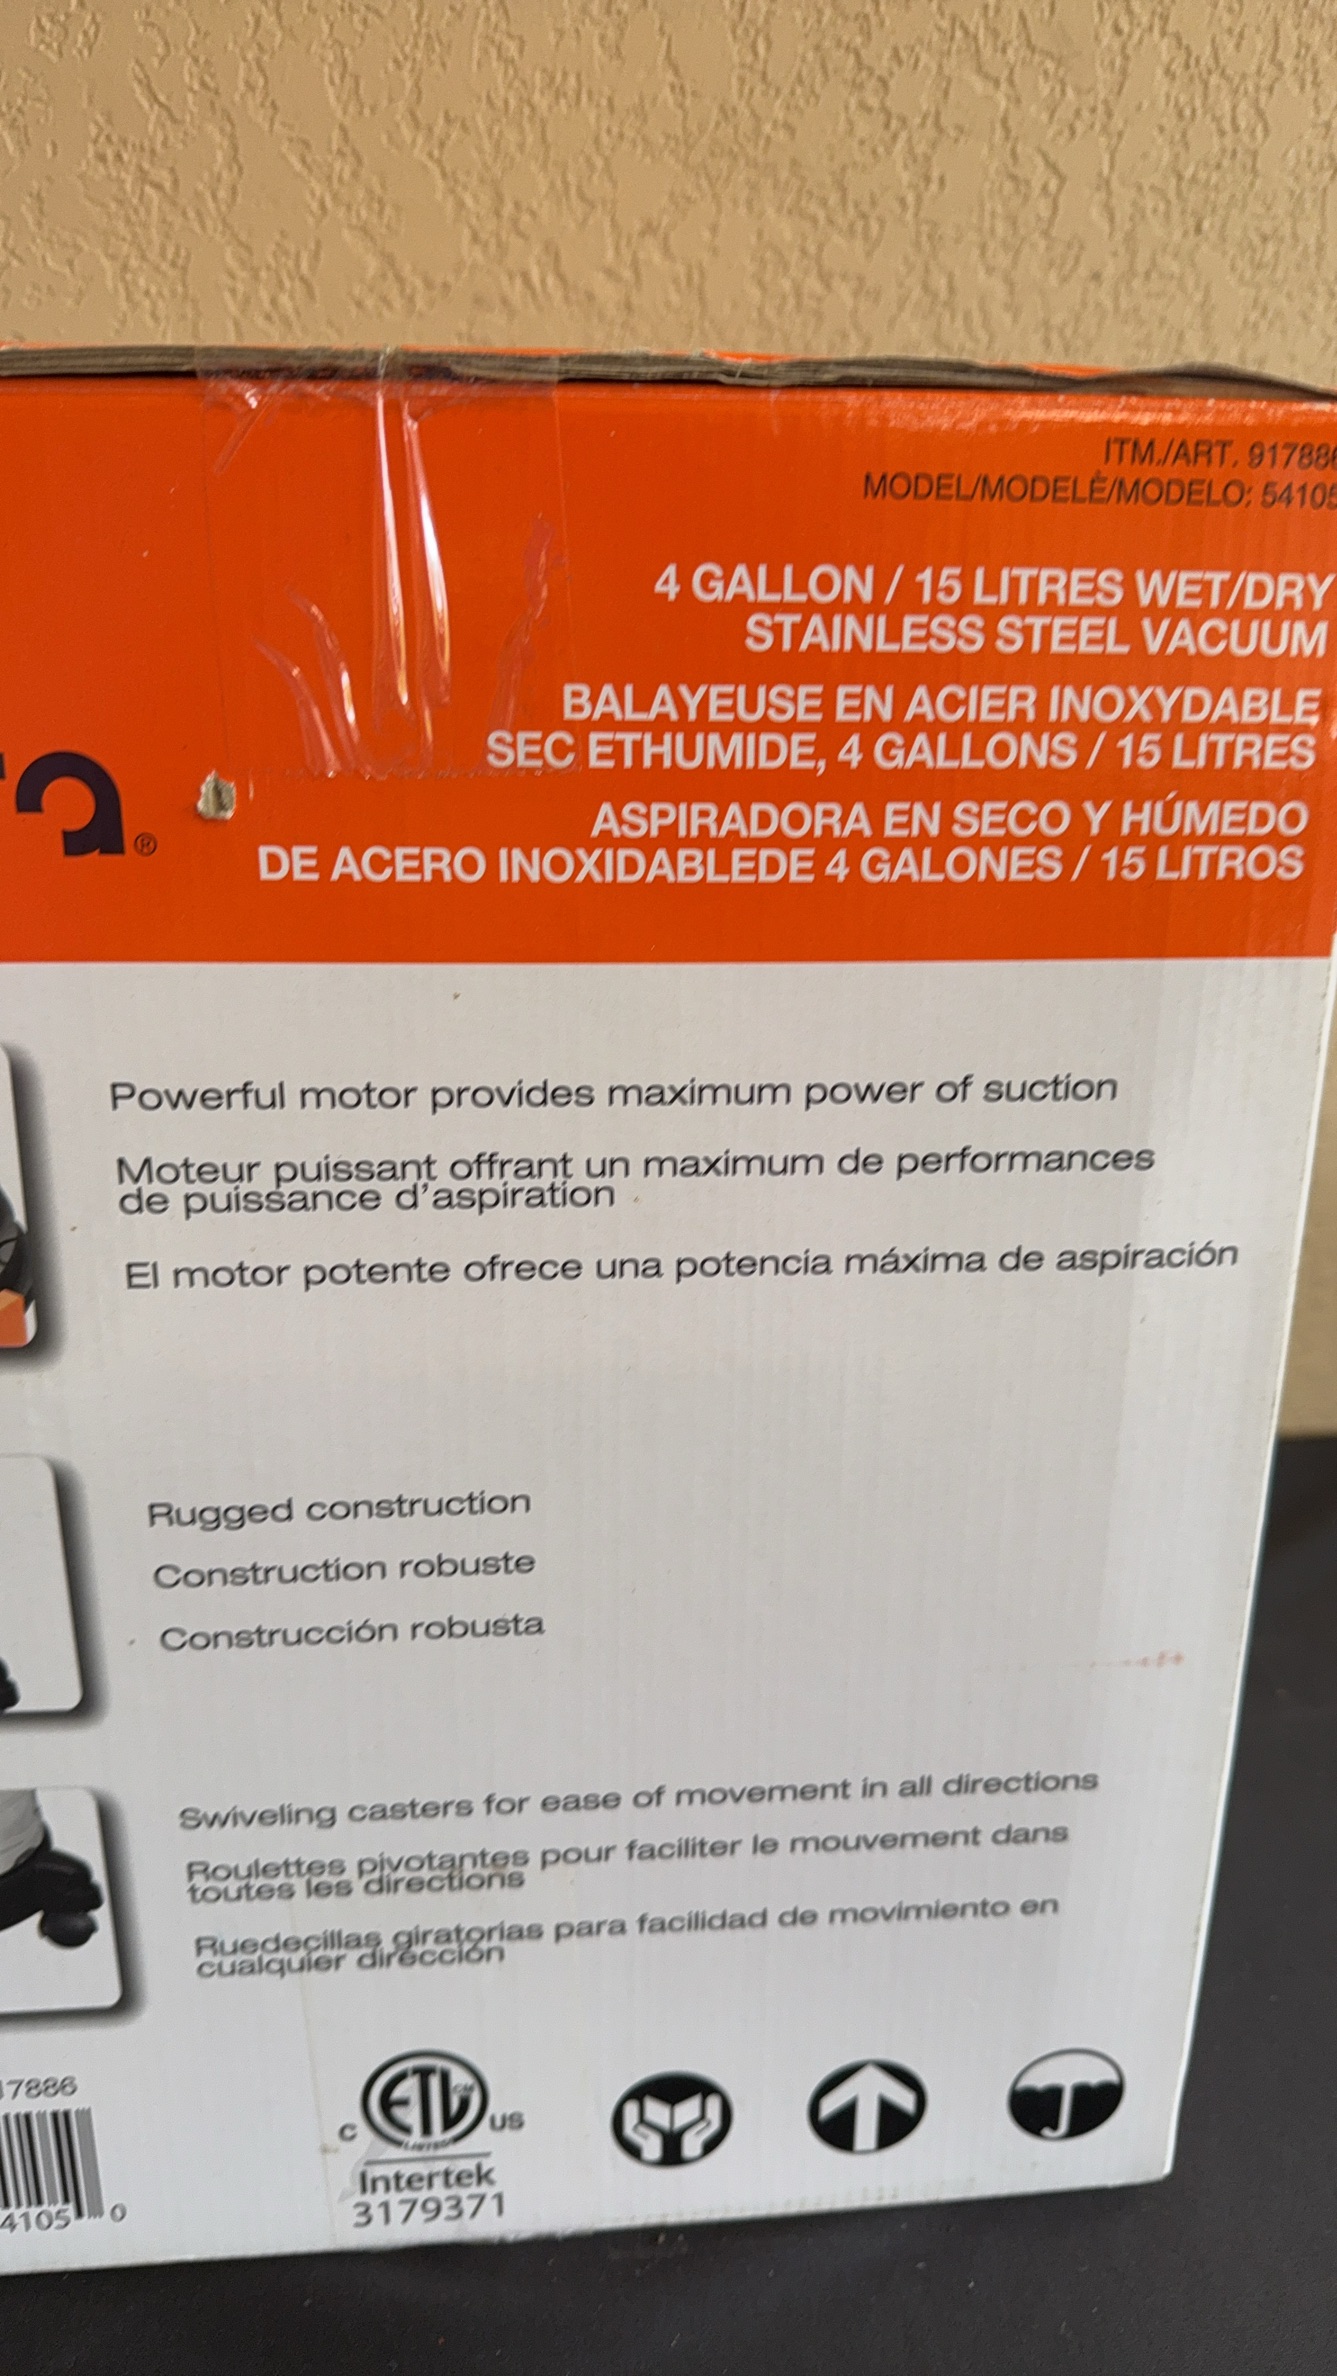 ITM./ART. 917886
MODEL/MODELÈ/MODELO: 54105
4 GALLON / 15 LITRES WET/DRY
STAINLESS STEEL VACUUM
BALAYEUSE EN ACIER INOXYDABLE
SEC ETHUMIDE, 4 GALLONS / 15 LITRES
ASPIRADORA EN SECO Y HÚMEDO
DE ACERO INOXIDABLEDE 4 GALONES / 15 LITROS
®
Powerful motor provides maximum power of suction
Moteur puissant offrant un maximum de performances
de puissance d'aspiration
El motor potente ofrece una potencia máxima de aspiración
Rugged construction
Construction robuste
Construcción robusta
Swiveling casters for ease of movement in all directions
Roulettes pivotantes pour faciliter le mouvement dans
toutes les directions
Ruedecillas giratorias para facilidad de movimiento en
cualquier dirección
17886
4105 0
C ETL US
LISTED
Intertek
3179371